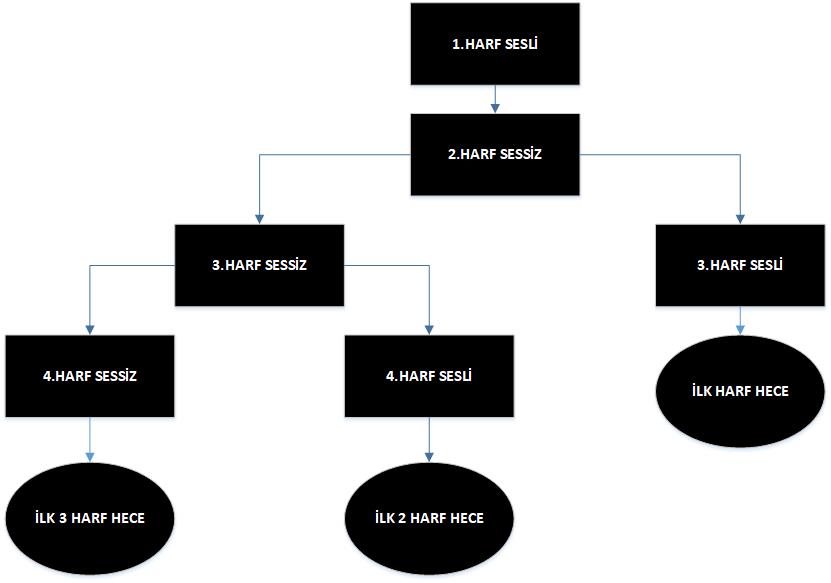 1.HARF SESLİ
2.HARF SESSİZ
3.HARF SESSİZ
3.HARF SESLİ
4.HARF SESSİZ
4.HARF SESLİ
İLK HARF HECE
İLK 3 HARF HECE
İLK 2 HARF HECE